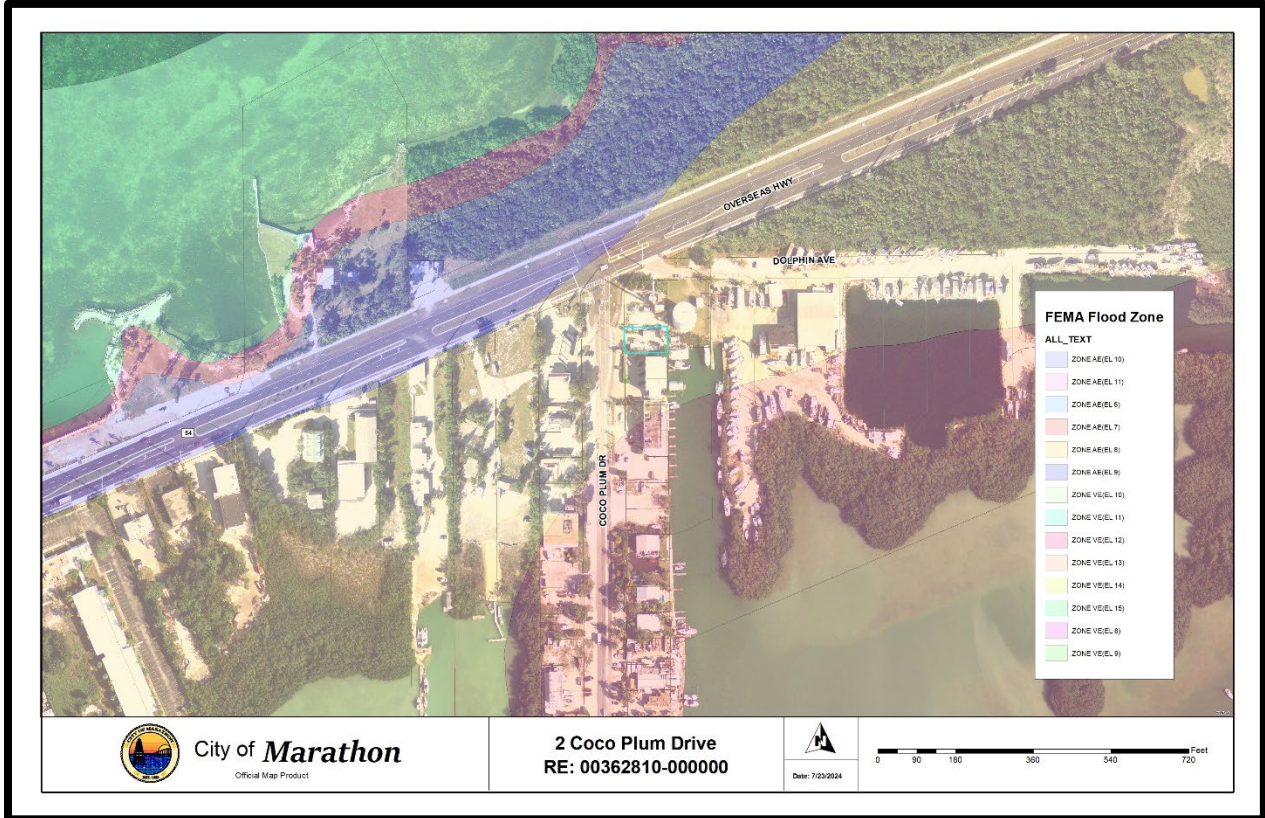 OVERSEAS HWY
DOLPHIN AVE
54
COCO PLUM DR
FEMA Flood Zone
ALL_TEXT
ZONE AE(EL 10)
ZONE AE(EL 11)
ZONE AE(EL 6)
ZONE AE(EL 7)
ZONE AE(EL 8)
ZONE AE(EL 9)
ZONE VE(EL 10)
ZONE VE(EL 11)
ZONE VE(EL 12)
ZONE VE(EL 13)
ZONE VE(EL 14)
ZONE VE(EL 15)
ZONE VE(EL 8)
ZONE VE(EL 9)
CITY OF MARATHON
City of Marathon
Official Map Product
2 Coco Plum Drive
RE: 00362810-000000
N
Date: 7/23/2024
Feet
0 90 180 360 540 720